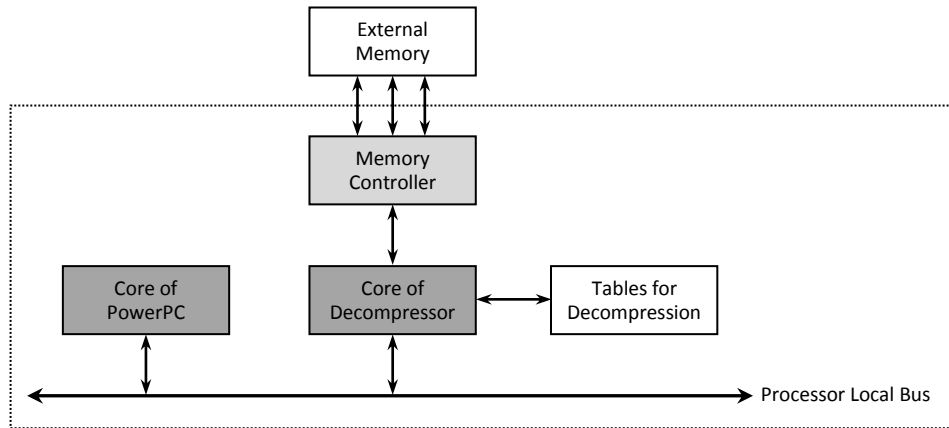 External
Memory
Memory
Controller
Core of
PowerPC
Core of
Decompressor
Tables for
Decompression
Processor Local Bus